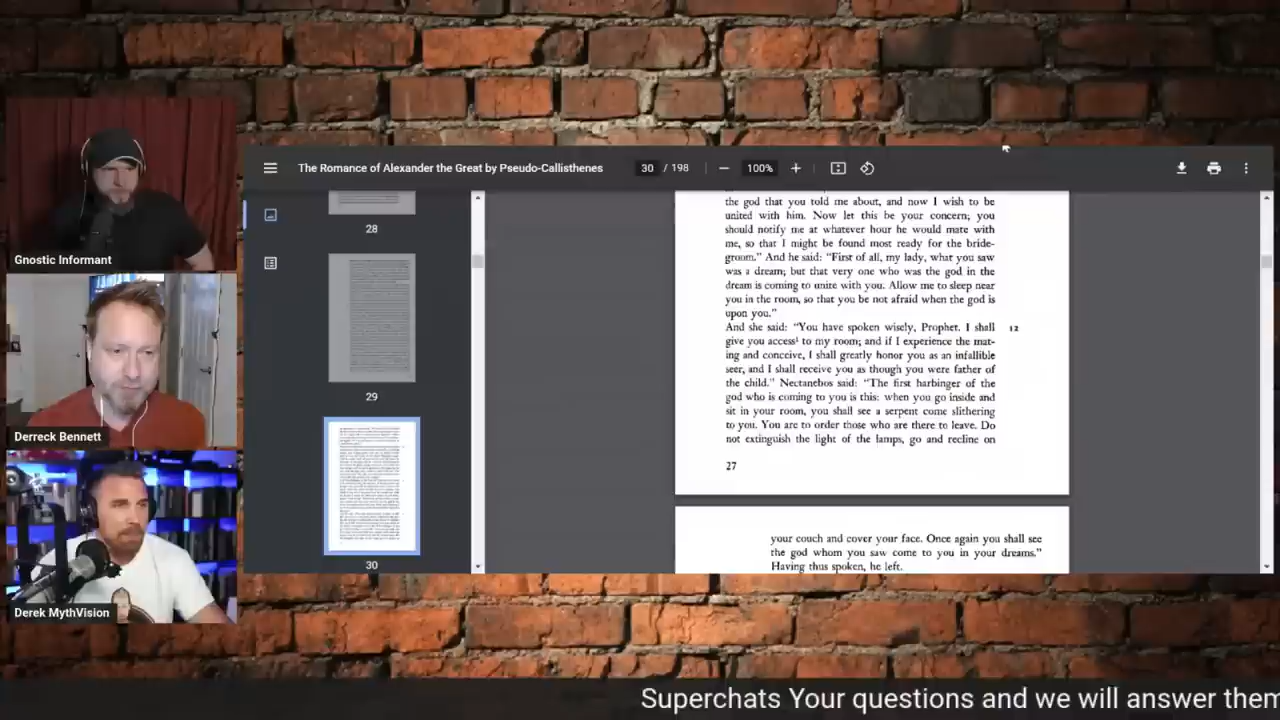 The Romance of Alexander the Great by Pseudo-Callisthenes
30 / 198
100%
Gnostic Informant
Derreck Bennett
Derek MythVision
28
29
30
the god that you told me about, and now I wish to be
united with him. Now let this be your concern; you
should notify me at whatever hour he would mate with
me, so that I might be found most ready for the bride-
groom." And he said: "First of all, my lady, what you saw
was a dream; but that very one who was the god in the
dream is coming to unite with you. Allow me to sleep near
you in the room, so that you be not afraid when the god is
upon you."
And she said: "You have spoken wisely, Prophet. I shall 12
give you access¹ to my room; and if I experience the mat-
ing and conceive, I shall greatly honor you as an infallible
seer, and I shall receive you as though you were father of
the child." Nectanebos said: "The first harbinger of the
god who is coming to you is this: when you go inside and
sit in your room, you shall see a serpent come slithering
to you. You are to order those who are there to leave. Do
not extinguish the light of the lamps, go and recline on
27
your couch and cover your face. Once again you shall see
the god whom you saw come to you in your dreams."
Having thus spoken, he left.
Superchats Your questions and we will answer them